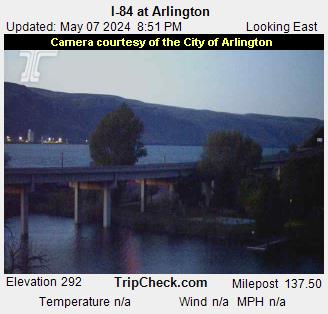 I-84 at Arlington
Updated: May 07 2024 8:51 PM Looking East
Camera courtesy of the City of Arlington
Elevation 292 TripCheck.com Milepost 137.50
Temperature n/a Wind n/a MPH n/a